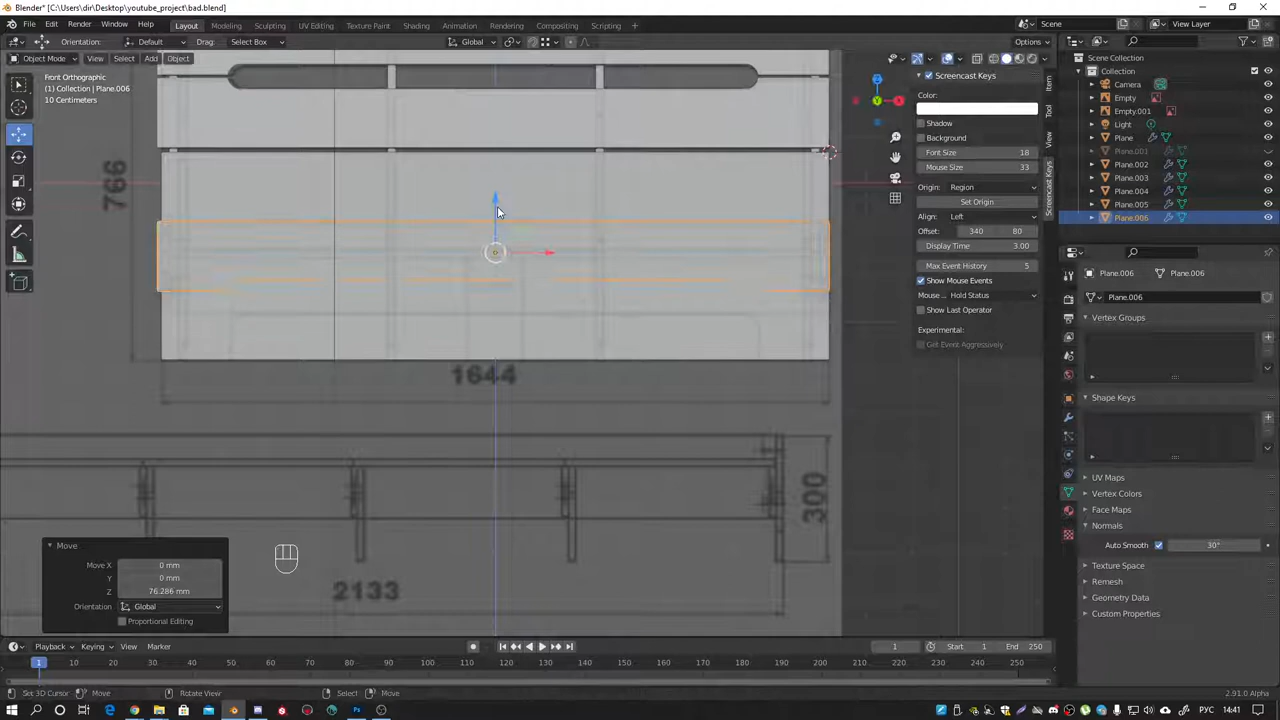 Blender* [C:\Users\dir\Desktop\youtube_project\bad.blend]
File Edit Render Window Help Layout Modeling Sculpting UV Editing Texture Paint Shading Animation Rendering Compositing Scripting Scene View Layer
Orientation: Default Drag: Select Box Global Options
Object Mode View Select Add Object
Front Orthographic
(1) Collection | Plane.006
10 Centimeters
766
1644
300
2133
Screencast Keys
Color:
Shadow
Background
Font Size 18
Mouse Size 33
Origin: Region
Set Origin
Align: Left
Offset: 340 80
Display Time 3.00
Max Event History 5
Show Mouse Events
Mouse ... Hold Status
Show Last Operator
Experimental:
Get Event Aggressively
Item
Tool
View
Screencast Keys
Scene Collection
Collection
Camera
Empty
Empty.001
Light
Plane
Plane.001
Plane.002
Plane.003
Plane.004
Plane.005
Plane.006
Plane.006 Plane.006
Plane.006
Vertex Groups
Shape Keys
UV Maps
Vertex Colors
Face Maps
Normals
Auto Smooth 30°
Texture Space
Remesh
Geometry Data
Custom Properties
Move
Move X 0 mm
Y 0 mm
Z 76.286 mm
Orientation Global
Proportional Editing
Playback Keying View Marker 1 Start 1 End 250
1 10 20 30 40 50 60 70 80 90 100 110 120 130 140 150 160 170 180 190 200 210 220 230 240 250
Set 3D Cursor Move Rotate View Select Move 2.91.0 Alpha
РУС 14:41